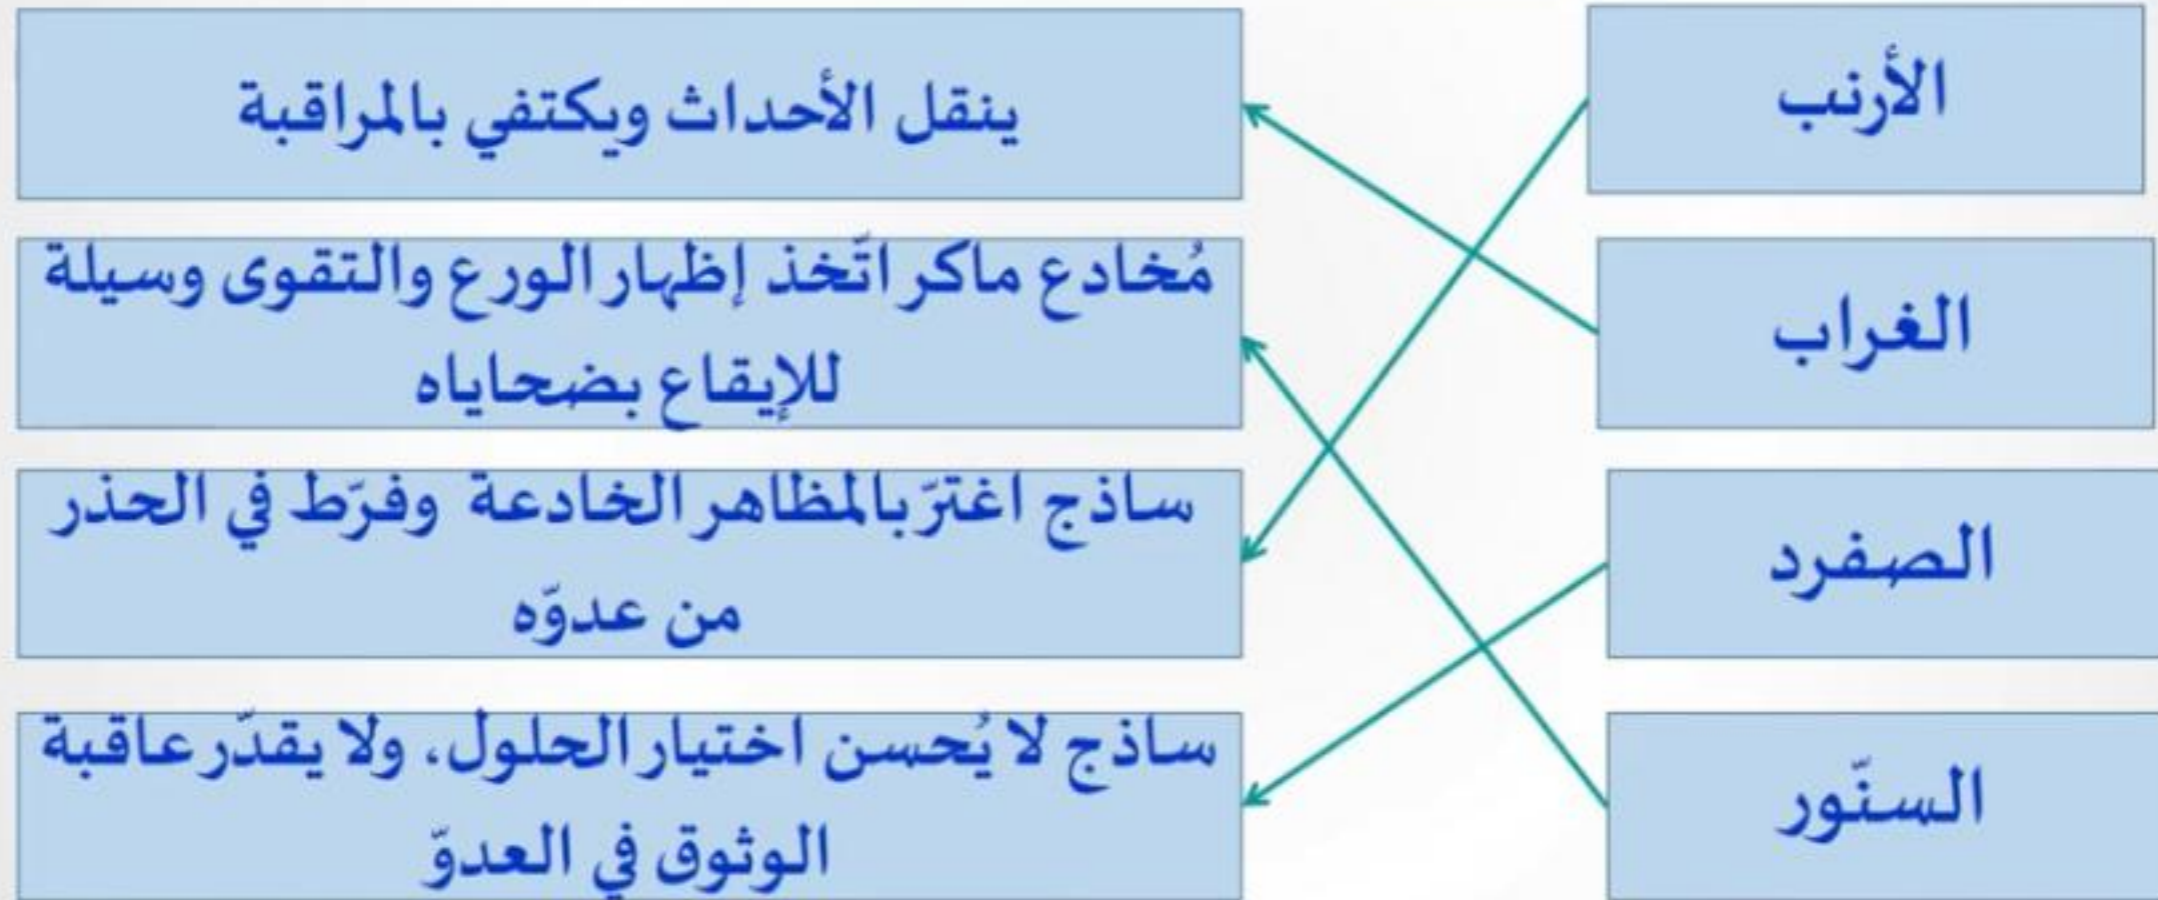 الأرنب
ينقل الأحداث ويكتفي بالمراقبة
الغراب
مُخادع ماكر اتّخذ إظهار الورع والتقوى وسيلة
للإيقاع بضحاياه
الصفرد
ساذج اغترّ بالمظاهر الخادعة وفرّط في الحذر
من عدوّه
السنّور
ساذج لا يُحسن اختيار الحلول، ولا يقدّر عاقبة
الوثوق في العدوّ